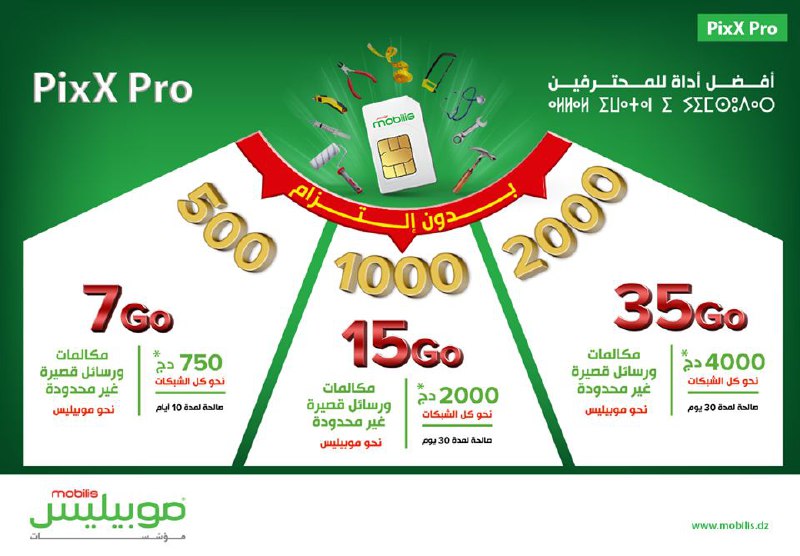 PixX Pro
PixX Pro
أفضل أداة للمحترفين
ⴰⵍⵍⴰⵍ ⵉⵡⴰⵜⴰⵏ ⵉ ⵢⵉⵎⵙⵓⴷⴰⵔ
mobilis
بدون إلتزام
500
1000
2000
7Go
مكالمات
ورسائل قصيرة
غير محدودة
نحو موبيليس
750 دج*
نحو كل الشبكات
صالحة لمدة 10 أيام
15Go
مكالمات
ورسائل قصيرة
غير محدودة
نحو موبيليس
2000 دج*
نحو كل الشبكات
صالحة لمدة 30 يوم
35Go
مكالمات
ورسائل قصيرة
غير محدودة
نحو موبيليس
4000 دج*
نحو كل الشبكات
صالحة لمدة 30 يوم
mobilis
موبيليس
مؤسسات
www.mobilis.dz